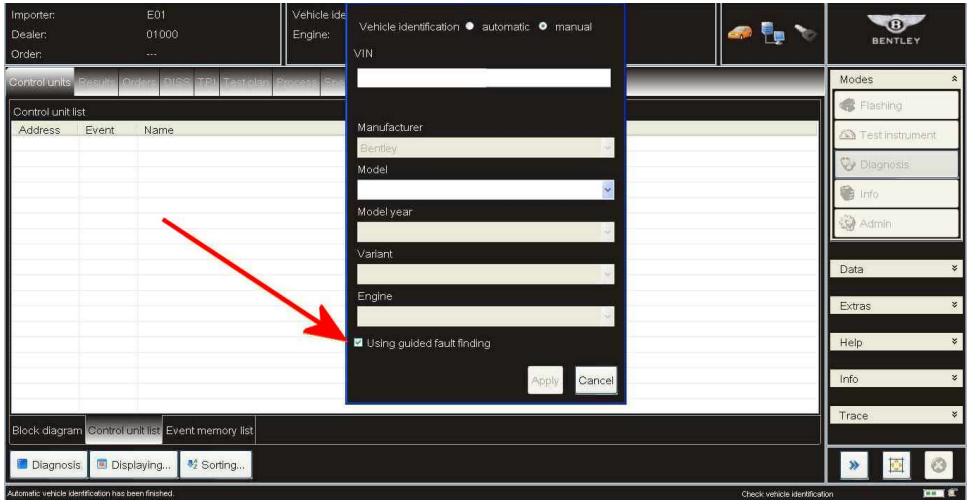 Importer: E01
Dealer: 01000
Order: ---
Vehicle ide
Engine:
BENTLEY
Control units Results Orders DISS TPI Test plan Process
Control unit list
Address Event Name
Vehicle identification automatic manual
VIN
Manufacturer
Bentley
Model
Model year
Variant
Engine
Using guided fault finding
Apply Cancel
Modes
Flashing
Test instrument
Diagnosis
Info
Admin
Data
Extras
Help
Info
Trace
Block diagram Control unit list Event memory list
Diagnosis Displaying... Sorting...
Automatic vehicle identification has been finished. Check vehicle identification